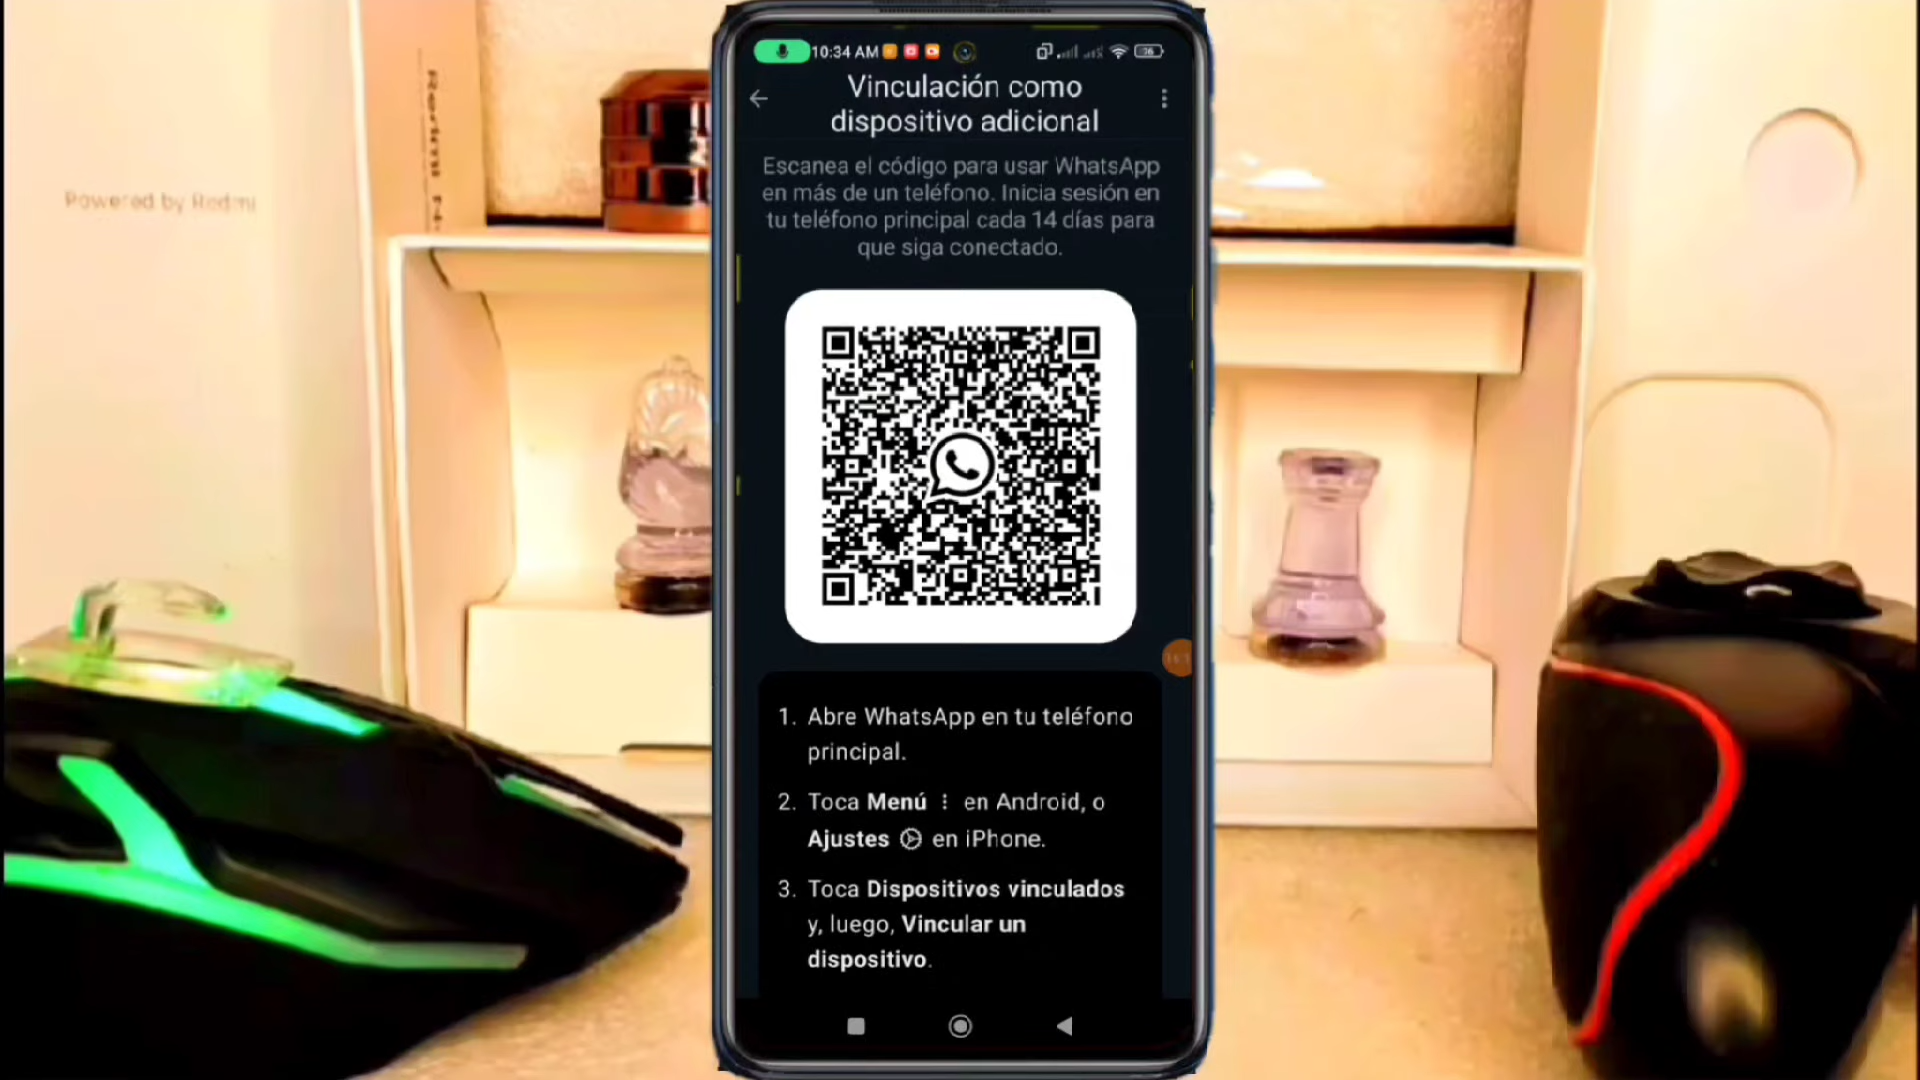 10:34 AM
36
Vinculación como
dispositivo adicional
Escanea el código para usar WhatsApp
en más de un teléfono. Inicia sesión en
tu teléfono principal cada 14 días para
que siga conectado.
1. Abre WhatsApp en tu teléfono
principal.
2. Toca Menú ⋮ en Android, o
Ajustes en iPhone.
3. Toca Dispositivos vinculados
y, luego, Vincular un
dispositivo.
Powered by Redmi
Redmi